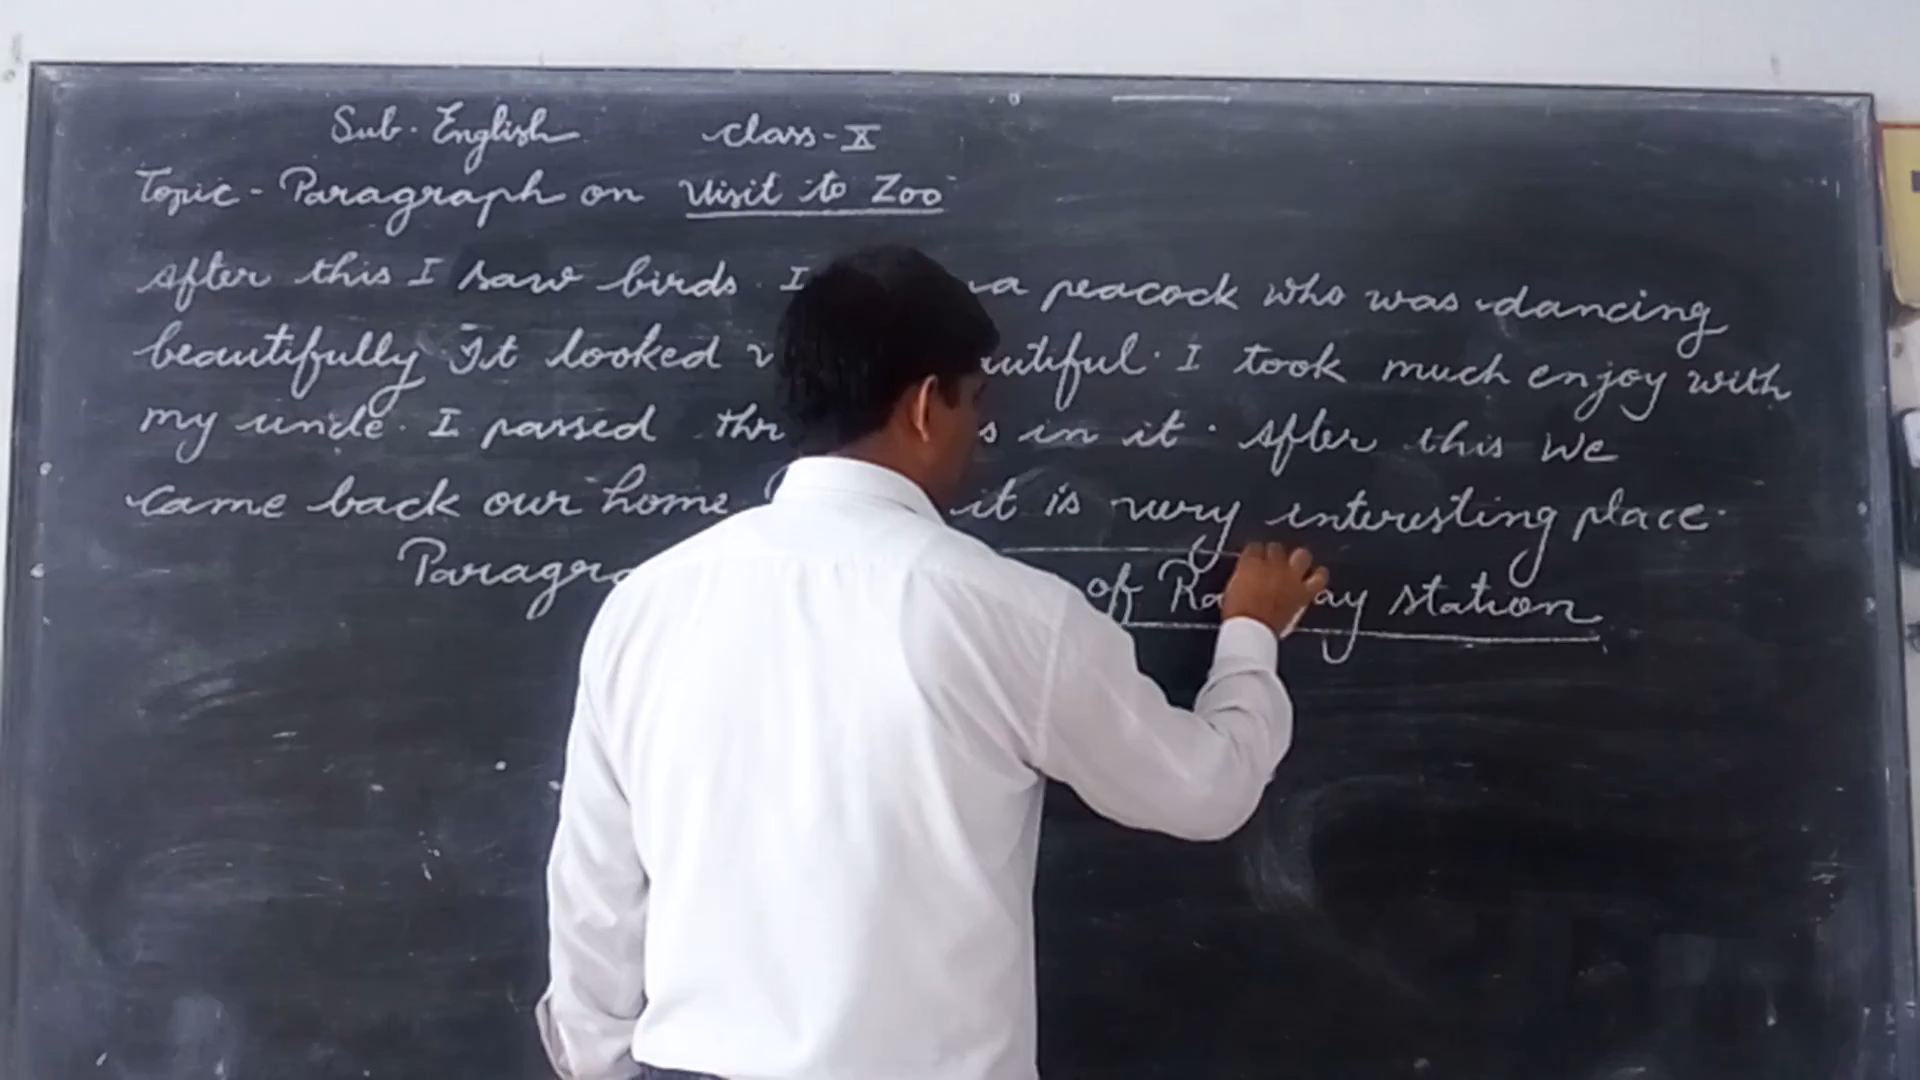 Sub. English class-X
Topic - Paragraph on Visit to Zoo
After this I saw birds. I a peacock who was dancing
beautifully It looked utiful. I took much enjoy with
my uncle. I passed thr s in it. After this we
came back our home it is very interesting place.
Paragra of Ra ay station